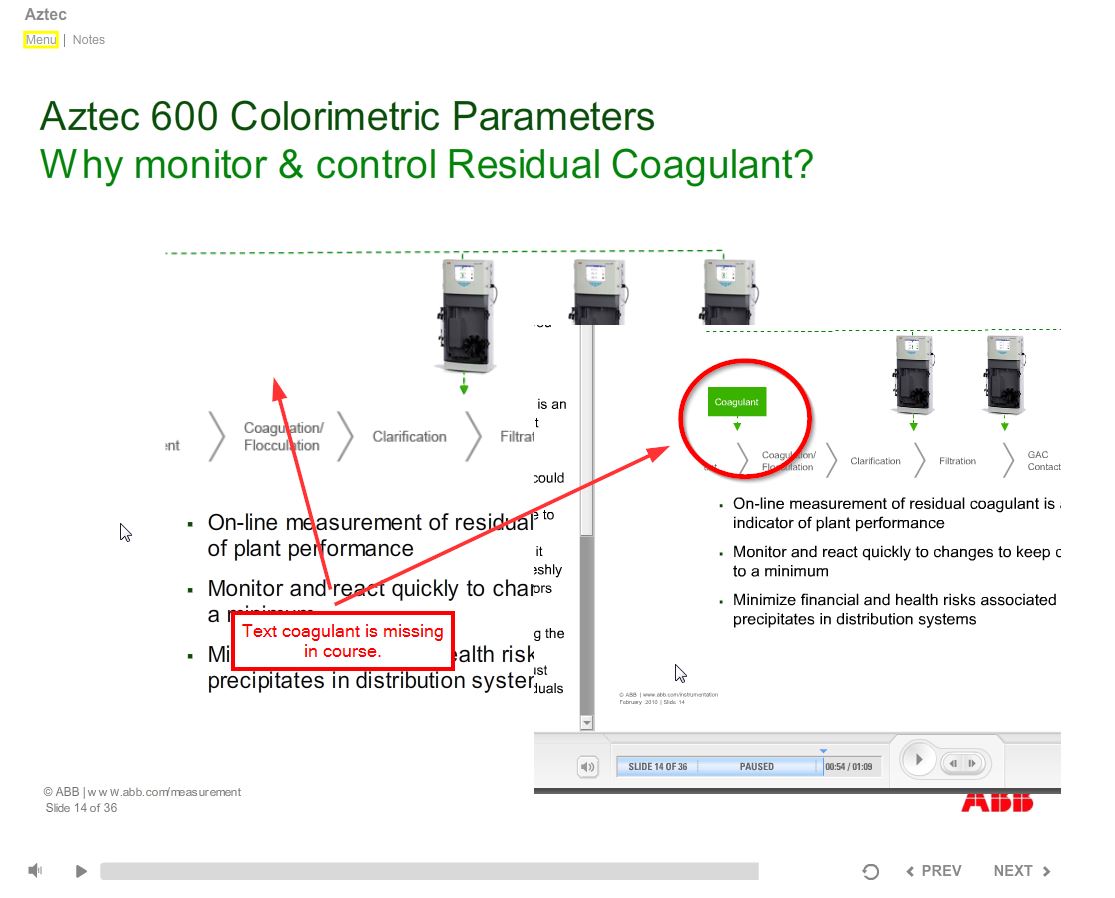 Aztec
Menu | Notes
Aztec 600 Colorimetric Parameters
Why monitor & control Residual Coagulant?
ent
Coagulation/
Flocculation
Clarification
Filtrat
On-line measurement of residual
of plant performance
Monitor and react quickly to chan
a minimum
Text coagulant is missing
in course.
Mi
ealth risk
precipitates in distribution system
is an
t
could
e to
it
eshly
ors
g the
ust
duals
Coagulant
Coagulation/
Flocculation
Clarification
Filtration
GAC
Contact
On-line measurement of residual coagulant is
indicator of plant performance
Monitor and react quickly to changes to keep c
to a minimum
Minimize financial and health risks associated
precipitates in distribution systems
© ABB | www.abb.com/instrumentation
February 2010 | Slide 14
SLIDE 14 OF 36
PAUSED
00:54 / 01:09
© ABB | www.abb.com/measurement
Slide 14 of 36
ABB
PREV
NEXT